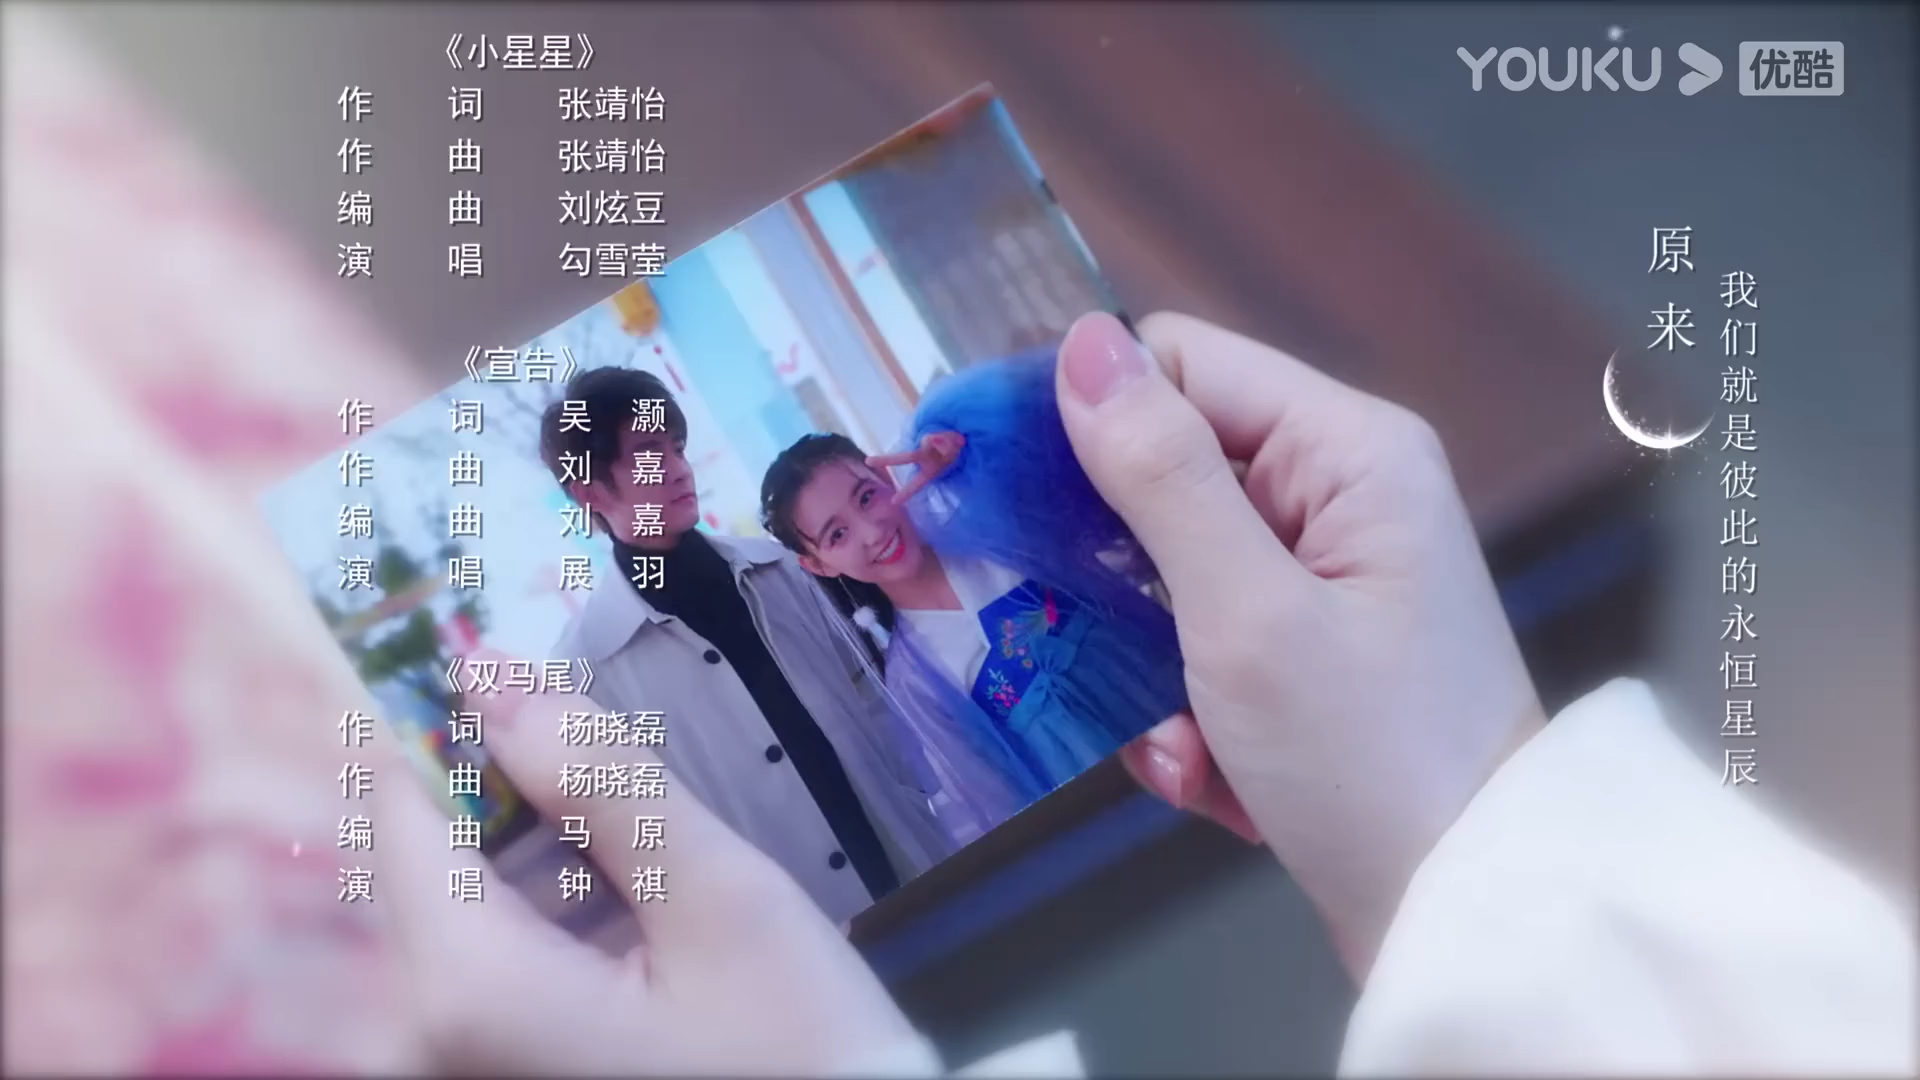 《小星星》
作 词 张靖怡
作 曲 张靖怡
编 曲 刘炫豆
演 唱 勾雪莹
《宣告》
作 词 吴 灏
作 曲 刘 嘉
编 曲 刘 嘉
演 唱 展 羽
《双马尾》
作 词 杨晓磊
作 曲 杨晓磊
编 曲 马 原
演 唱 钟 祺
YOUKU 优酷
原来
我们就是彼此的永恒星辰